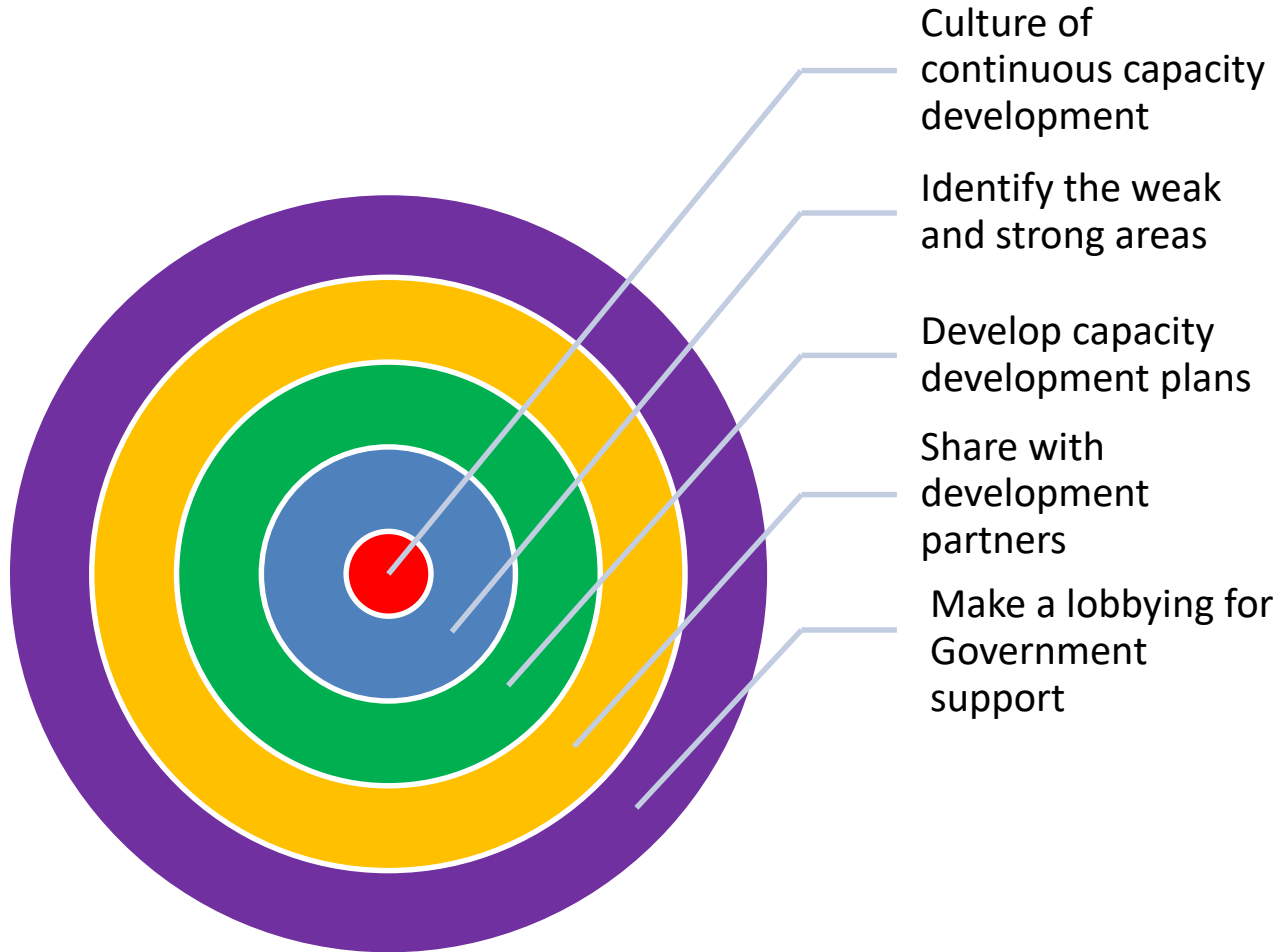 Culture of
continuous capacity
development
Identify the weak
and strong areas
Develop capacity
development plans
Share with
development
partners
Make a lobbying for
Government
support